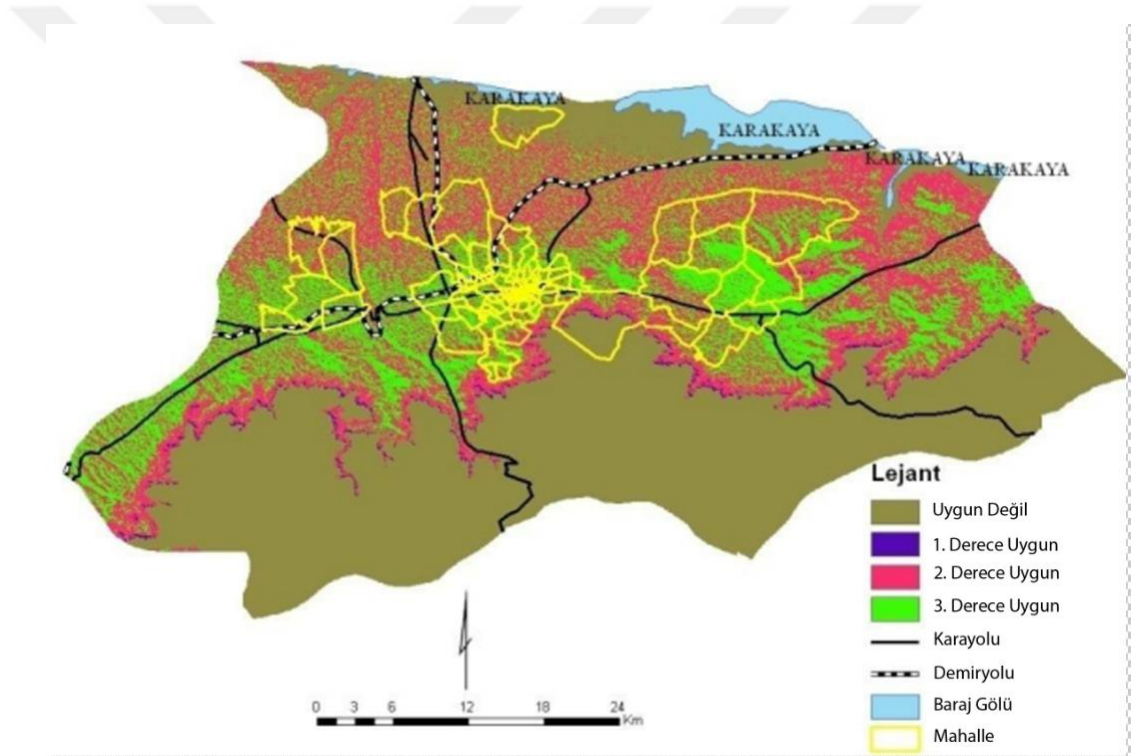 KARAKAYA
KARAKAYA
KARAKAYA
KARAKAYA
Lejant
Uygun Değil
1. Derece Uygun
2. Derece Uygun
3. Derece Uygun
Karayolu
Demiryolu
Baraj Gölü
Mahalle
0 3 6 12 18 24
Km